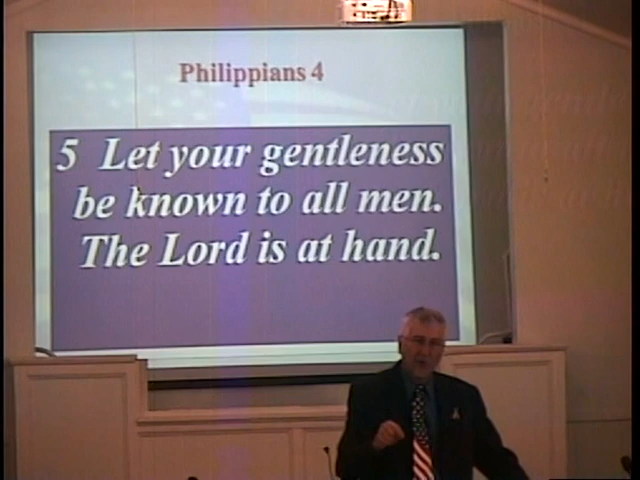 Philippians 4
5 Let your gentleness
be known to all men.
The Lord is at hand.